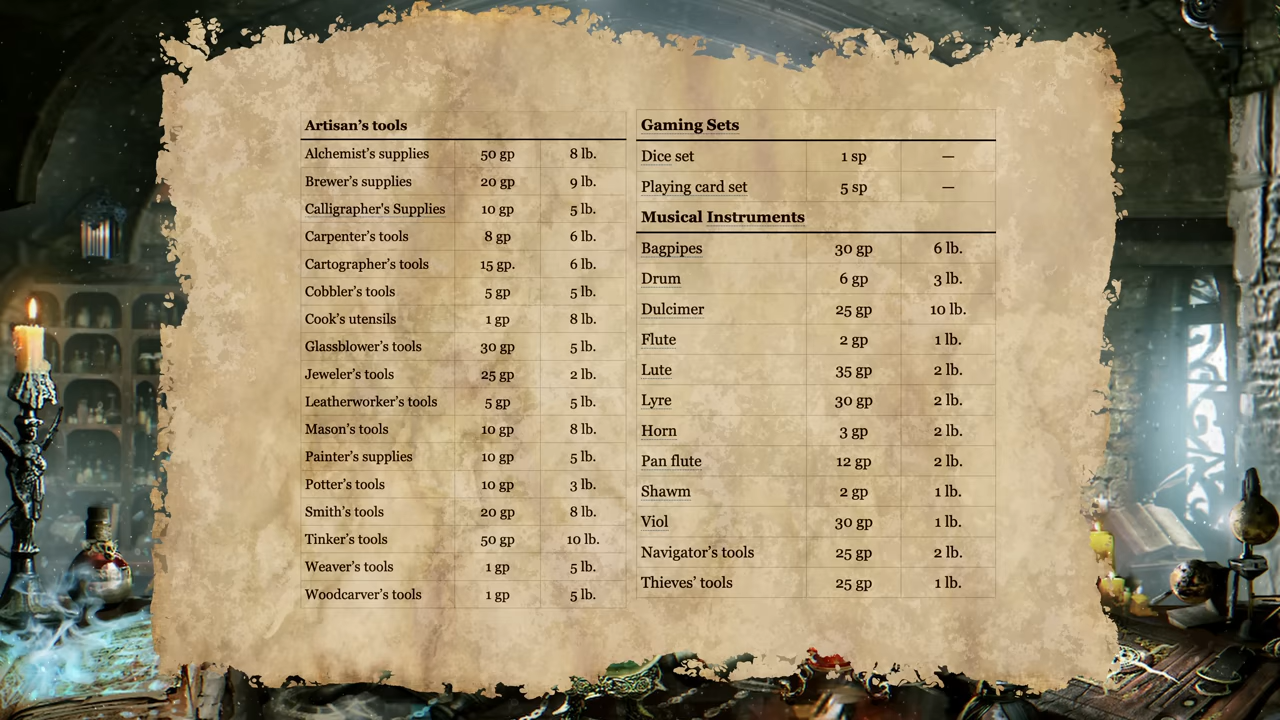 Artisan's tools
Alchemist's supplies 50 gp 8 lb.
Brewer's supplies 20 gp 9 lb.
Calligrapher's Supplies 10 gp 5 lb.
Carpenter's tools 8 gp 6 lb.
Cartographer's tools 15 gp. 6 lb.
Cobbler's tools 5 gp 5 lb.
Cook's utensils 1 gp 8 lb.
Glassblower's tools 30 gp 5 lb.
Jeweler's tools 25 gp 2 lb.
Leatherworker's tools 5 gp 5 lb.
Mason's tools 10 gp 8 lb.
Painter's supplies 10 gp 5 lb.
Potter's tools 10 gp 3 lb.
Smith's tools 20 gp 8 lb.
Tinker's tools 50 gp 10 lb.
Weaver's tools 1 gp 5 lb.
Woodcarver's tools 1 gp 5 lb.
Gaming Sets
Dice set 1 sp —
Playing card set 5 sp —
Musical Instruments
Bagpipes 30 gp 6 lb.
Drum 6 gp 3 lb.
Dulcimer 25 gp 10 lb.
Flute 2 gp 1 lb.
Lute 35 gp 2 lb.
Lyre 30 gp 2 lb.
Horn 3 gp 2 lb.
Pan flute 12 gp 2 lb.
Shawm 2 gp 1 lb.
Viol 30 gp 1 lb.
Navigator's tools 25 gp 2 lb.
Thieves' tools 25 gp 1 lb.